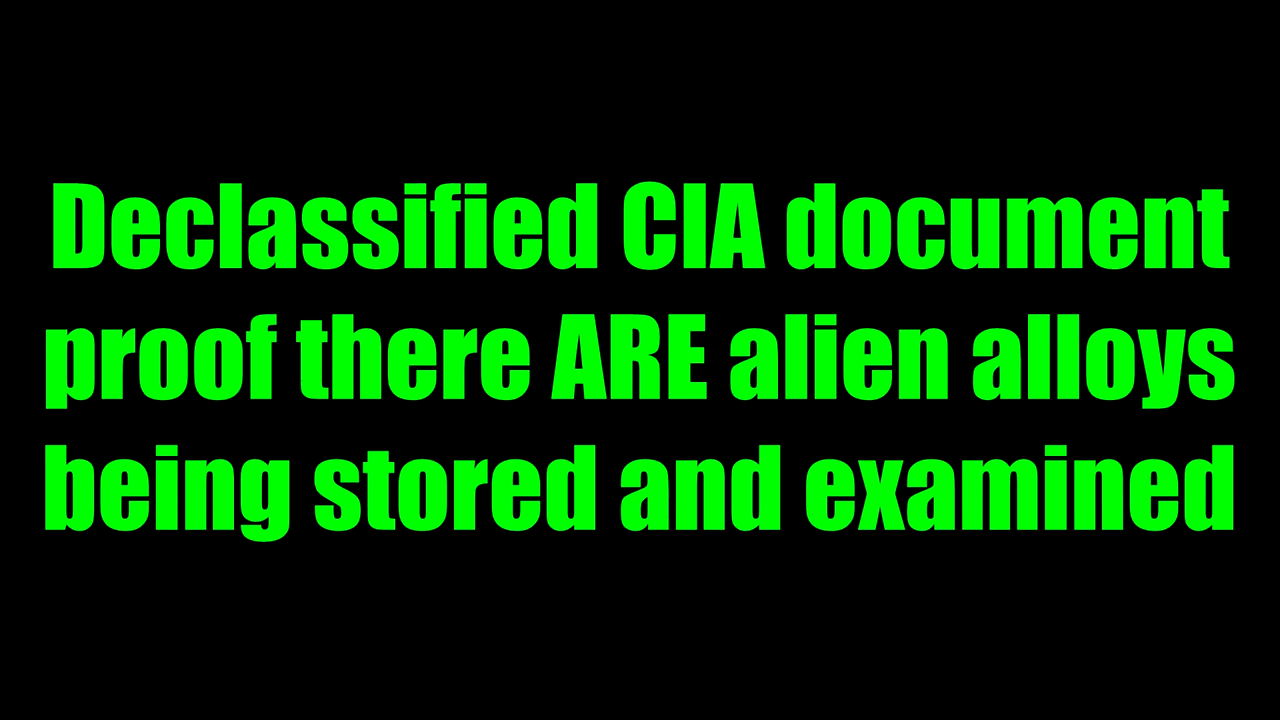 Declassified CIA document
proof there ARE alien alloys
being stored and examined